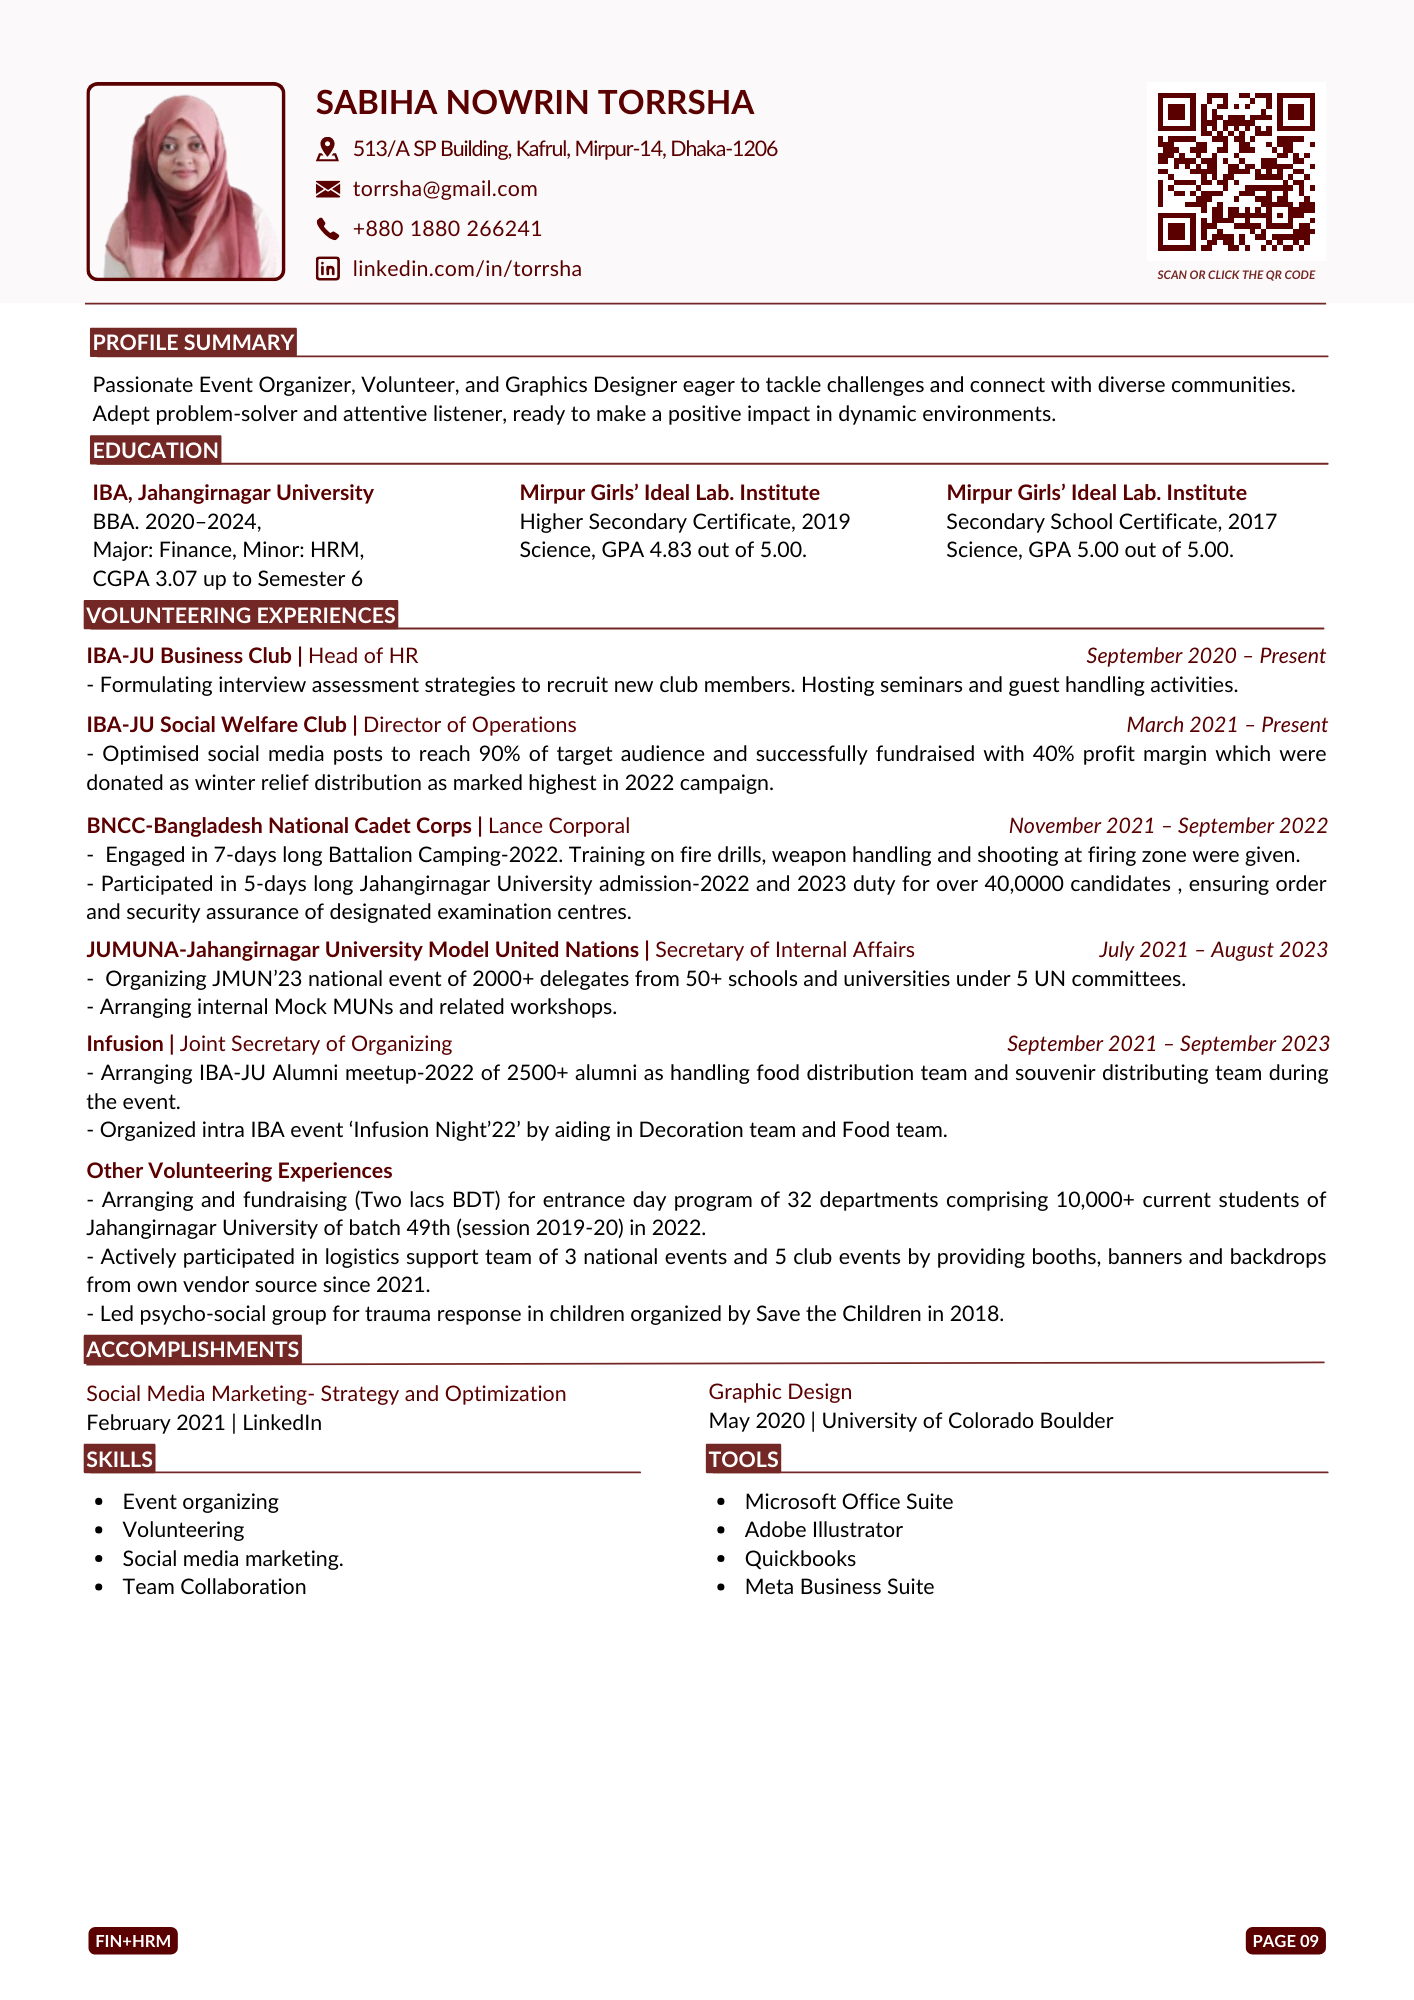 SABIHA NOWRIN TORRSHA
513/A SP Building, Kafrul, Mirpur-14, Dhaka-1206
torrsha@gmail.com
+880 1880 266241
linkedin.com/in/torrsha
SCAN OR CLICK THE QR CODE
PROFILE SUMMARY
Passionate Event Organizer, Volunteer, and Graphics Designer eager to tackle challenges and connect with diverse communities.
Adept problem-solver and attentive listener, ready to make a positive impact in dynamic environments.
EDUCATION
IBA, Jahangirnagar University
BBA. 2020–2024,
Major: Finance, Minor: HRM,
CGPA 3.07 up to Semester 6
Mirpur Girls’ Ideal Lab. Institute
Higher Secondary Certificate, 2019
Science, GPA 4.83 out of 5.00.
Mirpur Girls’ Ideal Lab. Institute
Secondary School Certificate, 2017
Science, GPA 5.00 out of 5.00.
VOLUNTEERING EXPERIENCES
IBA-JU Business Club | Head of HR September 2020 – Present
- Formulating interview assessment strategies to recruit new club members. Hosting seminars and guest handling activities.
IBA-JU Social Welfare Club | Director of Operations March 2021 – Present
- Optimised social media posts to reach 90% of target audience and successfully fundraised with 40% profit margin which were
donated as winter relief distribution as marked highest in 2022 campaign.
BNCC-Bangladesh National Cadet Corps | Lance Corporal November 2021 – September 2022
- Engaged in 7-days long Battalion Camping-2022. Training on fire drills, weapon handling and shooting at firing zone were given.
- Participated in 5-days long Jahangirnagar University admission-2022 and 2023 duty for over 40,0000 candidates , ensuring order
and security assurance of designated examination centres.
JUMUNA-Jahangirnagar University Model United Nations | Secretary of Internal Affairs July 2021 – August 2023
- Organizing JMUN’23 national event of 2000+ delegates from 50+ schools and universities under 5 UN committees.
- Arranging internal Mock MUNs and related workshops.
Infusion | Joint Secretary of Organizing September 2021 – September 2023
- Arranging IBA-JU Alumni meetup-2022 of 2500+ alumni as handling food distribution team and souvenir distributing team during
the event.
- Organized intra IBA event ‘Infusion Night’22’ by aiding in Decoration team and Food team.
Other Volunteering Experiences
- Arranging and fundraising (Two lacs BDT) for entrance day program of 32 departments comprising 10,000+ current students of
Jahangirnagar University of batch 49th (session 2019-20) in 2022.
- Actively participated in logistics support team of 3 national events and 5 club events by providing booths, banners and backdrops
from own vendor source since 2021.
- Led psycho-social group for trauma response in children organized by Save the Children in 2018.
ACCOMPLISHMENTS
Social Media Marketing- Strategy and Optimization
February 2021 | LinkedIn
Graphic Design
May 2020 | University of Colorado Boulder
SKILLS
• Event organizing
• Volunteering
• Social media marketing.
• Team Collaboration
TOOLS
• Microsoft Office Suite
• Adobe Illustrator
• Quickbooks
• Meta Business Suite
FIN+HRM
PAGE 09